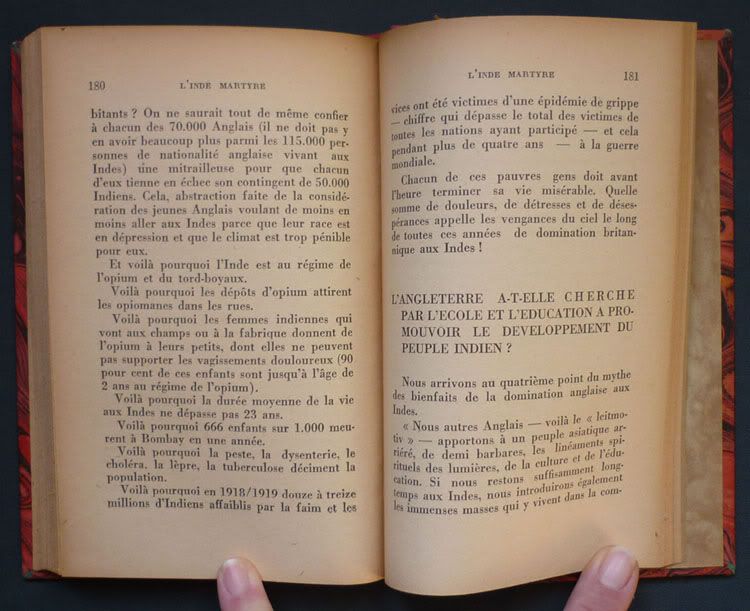 180
L'INDE MARTYRE
bitants ? On ne saurait tout de même confier
à chacun des 70.000 Anglais (il ne doit pas y
en avoir beaucoup plus parmi les 115.000 per-
sonnes de nationalité anglaise vivant aux
Indes) une mitrailleuse pour que chacun
d'eux tienne en échec son contingent de 50.000
Indiens. Cela, abstraction faite de la considé-
ration des jeunes Anglais voulant de moins en
moins aller aux Indes parce que leur race est
en dépression et que le climat est trop pénible
pour eux.
Et voilà pourquoi l'Inde est au régime de
l'opium et du tord-boyaux.
Voilà pourquoi les dépôts d'opium attirent
les opiomanes dans les rues.
Voilà pourquoi les femmes indiennes qui
vont aux champs ou à la fabrique donnent de
l'opium à leurs petits, dont elles ne peuvent
pas supporter les vagissements douloureux (90
pour cent de ces enfants sont jusqu'à l'âge de
2 ans au régime de l'opium).
Voilà pourquoi la durée moyenne de la vie
aux Indes ne dépasse pas 23 ans.
Voilà pourquoi 666 enfants sur 1.000 meu-
rent à Bombay en une année.
Voilà pourquoi la peste, la dysenterie, le
choléra, la lèpre, la tuberculose déciment la
population.
Voilà pourquoi en 1918/1919 douze à treize
millions d'Indiens affaiblis par la faim et les
L'INDE MARTYRE
181
vices ont été victimes d'une épidémie de grippe
— chiffre qui dépasse le total des victimes de
toutes les nations ayant participé — et cela
pendant plus de quatre ans — à la guerre
mondiale.
Chacun de ces pauvres gens doit avant
l'heure terminer sa vie misérable. Quelle
somme de douleurs, de détresses et de déses-
pérances appelle les vengances du ciel le long
de toutes ces années de domination britan-
nique aux Indes !
L'ANGLETERRE A-T-ELLE CHERCHE
PAR L'ECOLE ET L'EDUCATION A PRO-
MOUVOIR LE DEVELOPPEMENT DU
PEUPLE INDIEN ?
Nous arrivons au quatrième point du mythe
des bienfaits de la domination anglaise aux
Indes.
« Nous autres Anglais — voilà le « leitmo-
tiv » — apportons à un peuple asiatique ar-
riéré, de demi barbares, les linéaments spi-
rituels des lumières, de la culture et de l'édu-
cation. Si nous restons suffisamment long-
temps aux Indes, nous introduirons également
les immenses masses qui y vivent dans la com-